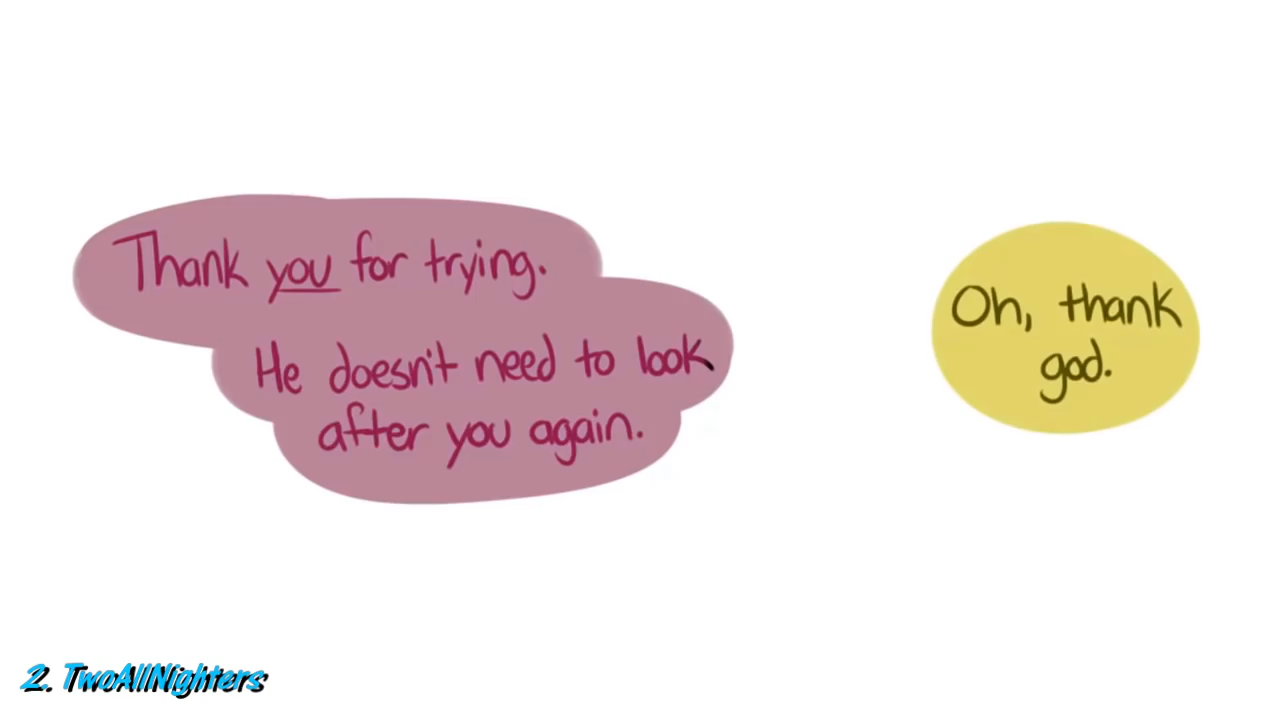 Thank you for trying.
He doesn't need to look
after you again.
Oh, thank
god.
2. TwoAllNighters